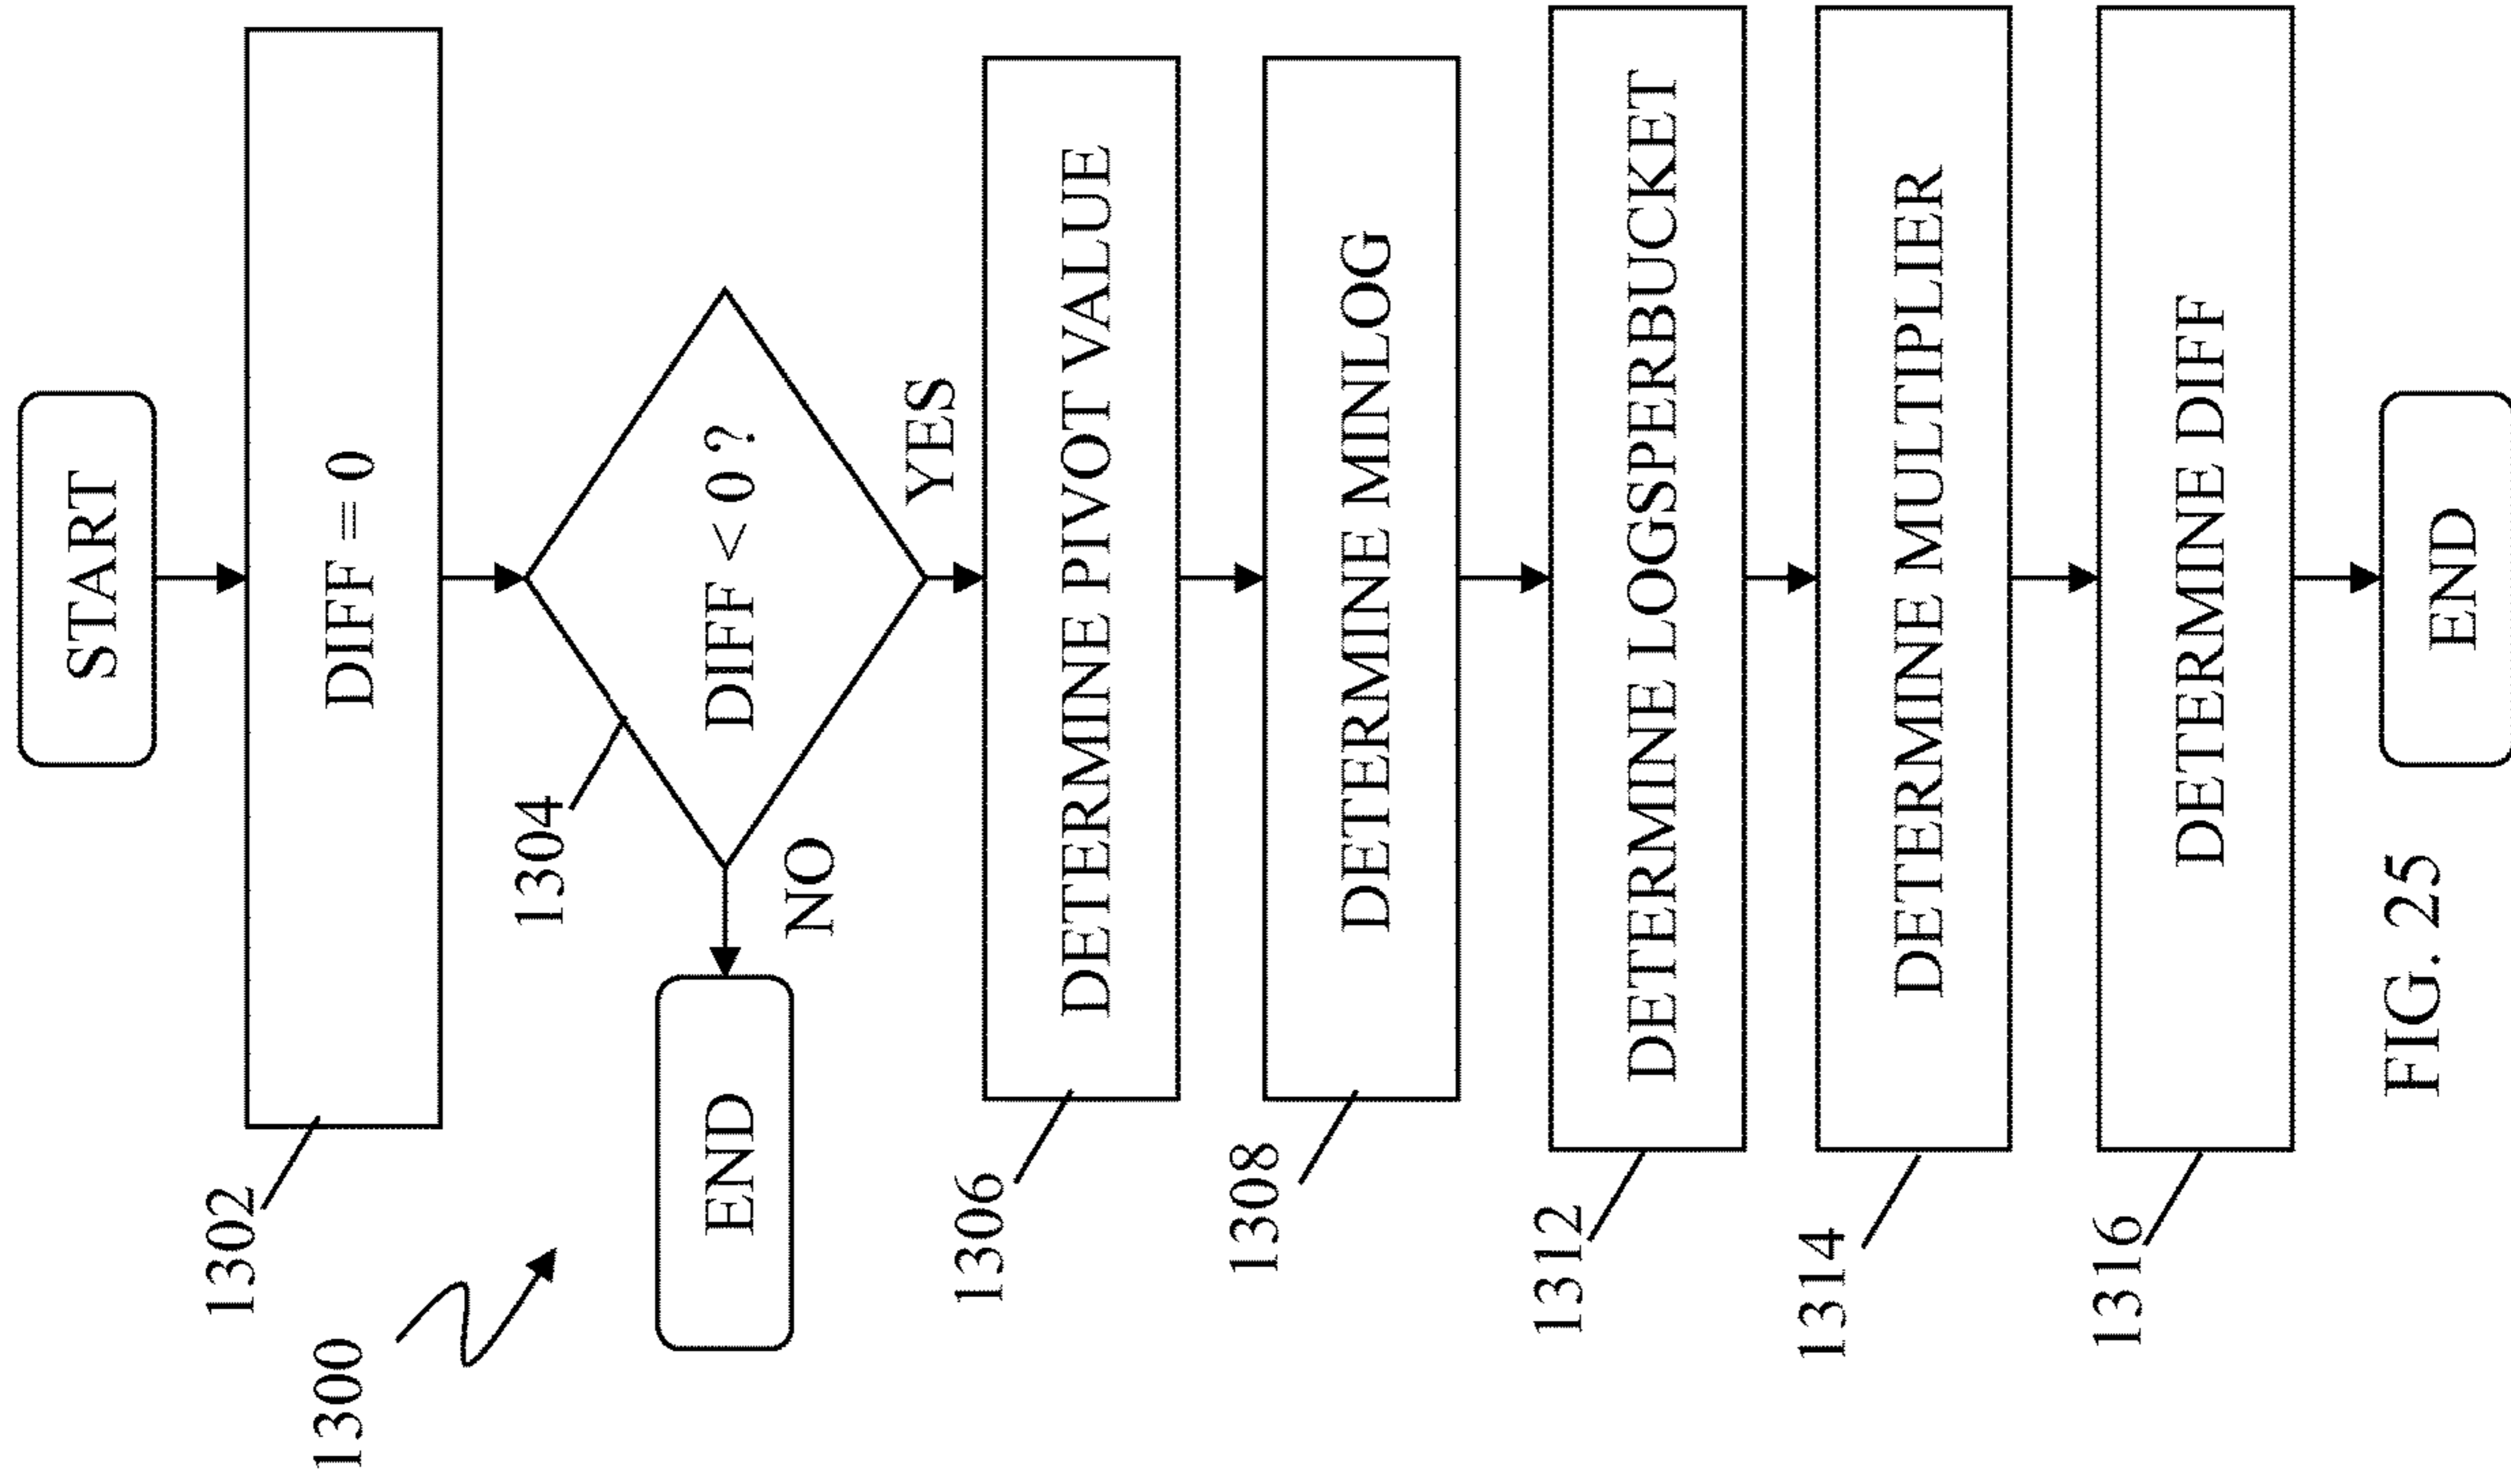 1300
START
1302
DIFF = 0
1304
DIFF < 0 ?
NO
YES
END
1306
DETERMINE PIVOT VALUE
1308
DETERMINE MINLOG
1312
DETERMINE LOGSPERBUCKET
1314
DETERMINE MULTIPLIER
1316
DETERMINE DIFF
END
FIG. 25